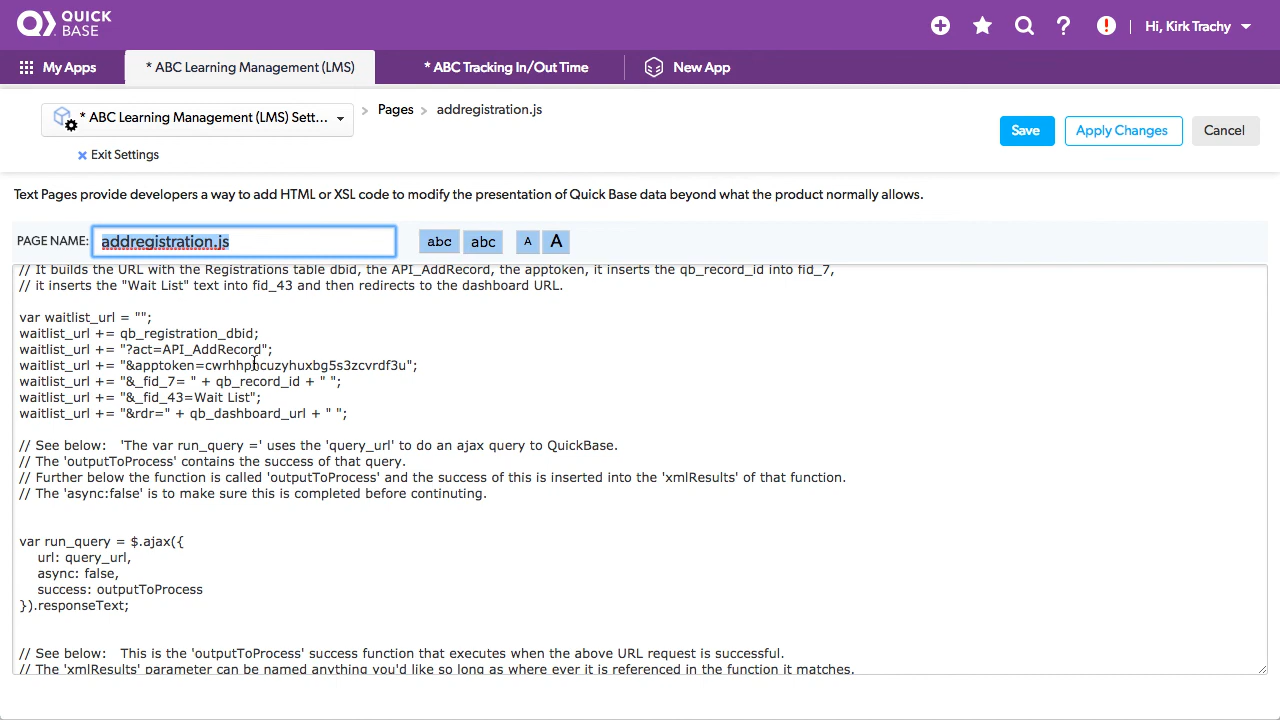 QUICK BASE
Hi, Kirk Trachy
My Apps
* ABC Learning Management (LMS)
* ABC Tracking In/Out Time
New App
* ABC Learning Management (LMS) Sett...
> Pages > addregistration.js
Save
Apply Changes
Cancel
Exit Settings
Text Pages provide developers a way to add HTML or XSL code to modify the presentation of Quick Base data beyond what the product normally allows.
PAGE NAME: addregistration.js abc abc A A
// It builds the URL with the Registrations table dbid, the API_AddRecord, the apptoken, it inserts the qb_record_id into fid_7,
// it inserts the "Wait List" text into fid_43 and then redirects to the dashboard URL.
var waitlist_url = "";
waitlist_url += qb_registration_dbid;
waitlist_url += "?act=API_AddRecord";
waitlist_url += "&_fid_7= " + qb_record_id + " ";
waitlist_url += "&_fid_43=Wait List";
waitlist_url += "&rdr=" + qb_dashboard_url + " ";
// See below: 'The var run_query =' uses the 'query_url' to do an ajax query to QuickBase.
// The 'outputToProcess' contains the success of that query.
// Further below the function is called 'outputToProcess' and the success of this is inserted into the 'xmlResults' of that function.
// The 'async:false' is to make sure this is completed before continuting.
var run_query = $.ajax({
url: query_url,
async: false,
success: outputToProcess
}).responseText;
// See below: This is the 'outputToProcess' success function that executes when the above URL request is successful.
// The 'xmlResults' parameter can be named anything you'd like so long as where ever it is referenced in the function it matches.